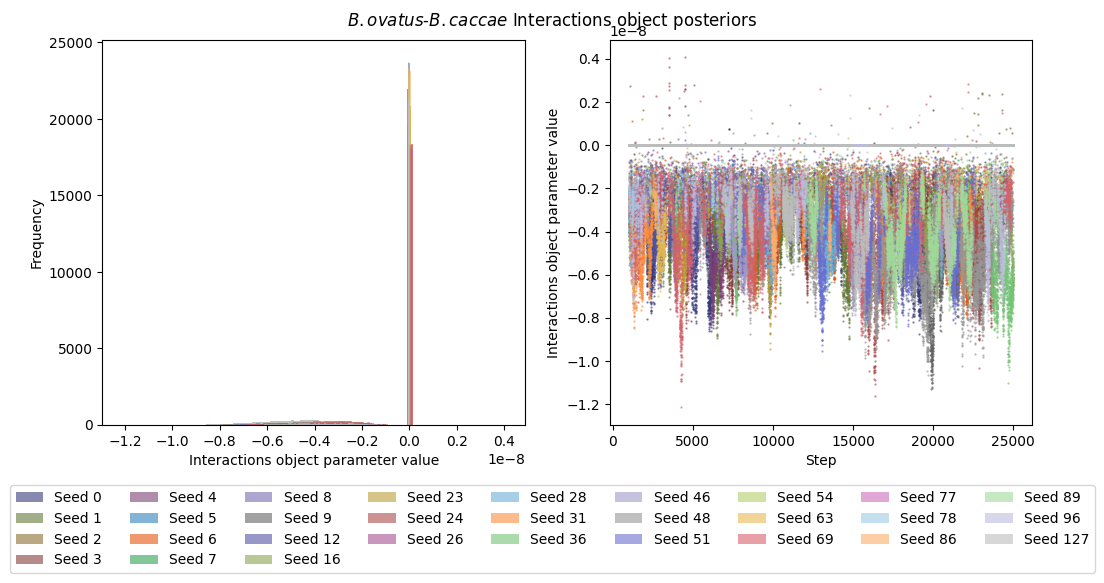 B.ovatus-B.caccae Interactions object posteriors
25000
20000
15000
10000
5000
0
Frequency
−1.2 −1.0 −0.8 −0.6 −0.4 −0.2 0.0 0.2 0.4
1e−8
Interactions object parameter value
1e−8
0.4
0.2
0.0
−0.2
−0.4
−0.6
−0.8
−1.0
−1.2
Interactions object parameter value
0 5000 10000 15000 20000 25000
Step
Seed 0 Seed 4 Seed 8 Seed 23 Seed 28 Seed 46 Seed 54 Seed 77 Seed 89
Seed 1 Seed 5 Seed 9 Seed 24 Seed 31 Seed 48 Seed 63 Seed 78 Seed 96
Seed 2 Seed 6 Seed 12 Seed 26 Seed 36 Seed 51 Seed 69 Seed 86 Seed 127
Seed 3 Seed 7 Seed 16